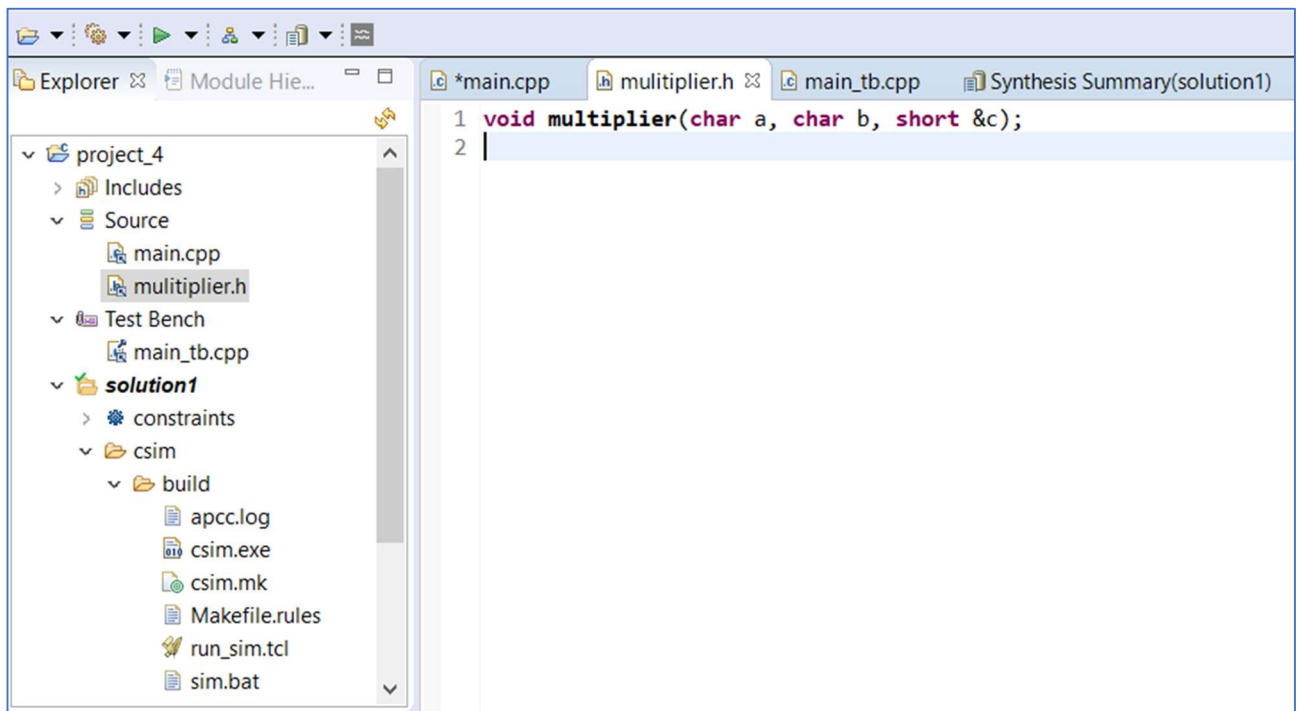 Explorer Module Hie...
project_4
Includes
Source
main.cpp
mulitiplier.h
Test Bench
main_tb.cpp
solution1
constraints
csim
build
apcc.log
csim.exe
csim.mk
Makefile.rules
run_sim.tcl
sim.bat
*main.cpp mulitiplier.h main_tb.cpp Synthesis Summary(solution1)
1 void multiplier(char a, char b, short &c);
2